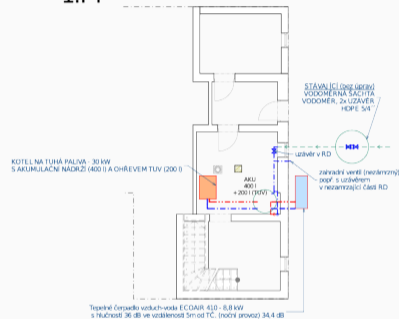 STÁVAJÍCÍ (bez úprav)
VODOMĚRNÁ ŠACHTA
VODOMĚR, 2x UZÁVĚR
HDPE 5/4"
uzávěr v RD
KOTEL NA TUHÁ PALIVA - 30 kW
S AKUMULAČNÍ NÁDRŽÍ (400 l) A OHŘEVEM TUV (200 l)
zahradní ventil (nezámrzný)
popř. s uzávěrem
v nezamrzající části RD
AKU
400 l
+200 l (TUV)
Tepelné čerpadlo vzduch-voda ECOAIR 410 - 8,8 kW
s hlučností 36 dB ve vzdálenosti 5m od TČ, (noční provoz) 34,4 dB